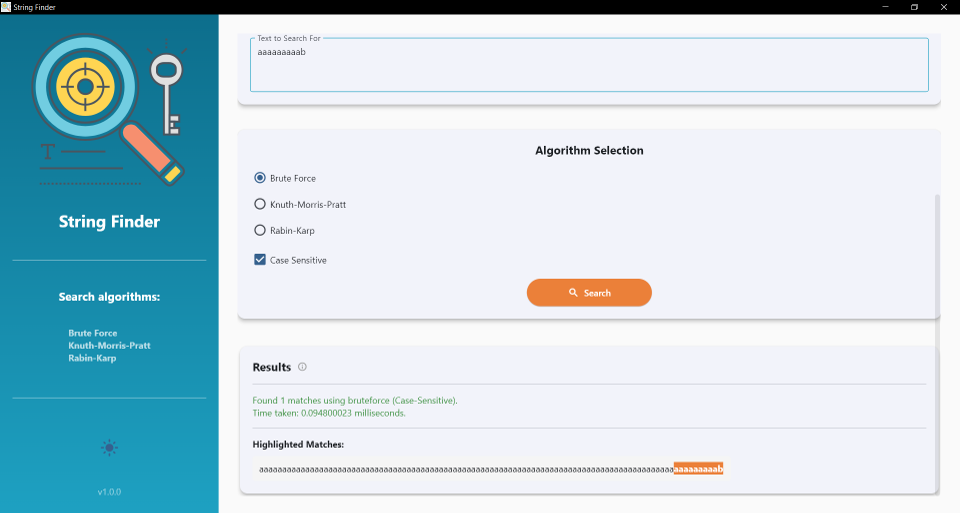 String Finder
T
String Finder
Search algorithms:
Brute Force
Knuth-Morris-Pratt
Rabin-Karp
v1.0.0
Text to Search For
aaaaaaaaab
Algorithm Selection
Brute Force
Knuth-Morris-Pratt
Rabin-Karp
Case Sensitive
Search
Results
Found 1 matches using bruteforce (Case-Sensitive).
Time taken: 0.094800023 milliseconds.
Highlighted Matches: